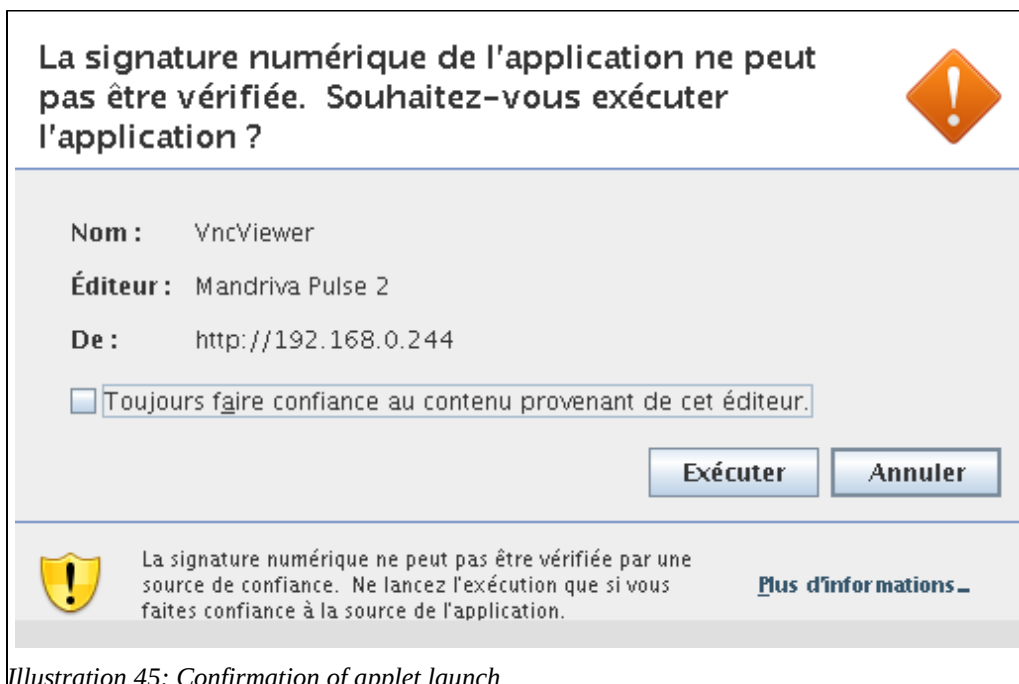 La signature numérique de l'application ne peut
pas être vérifiée. Souhaitez-vous exécuter
l'application ?
Nom : VncViewer
Éditeur : Mandriva Pulse 2
De : http://192.168.0.244
Toujours faire confiance au contenu provenant de cet éditeur.
Exécuter Annuler
La signature numérique ne peut pas être vérifiée par une
source de confiance. Ne lancez l'exécution que si vous
faites confiance à la source de l'application.
Plus d'informations...
Illustration 45: Confirmation of applet launch